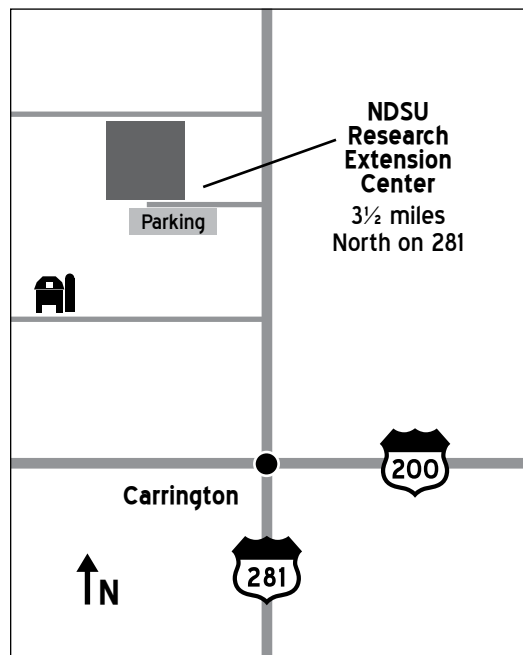 NDSU
Research
Extension
Center
3½ miles
North on 281
Parking
200
Carrington
281
N